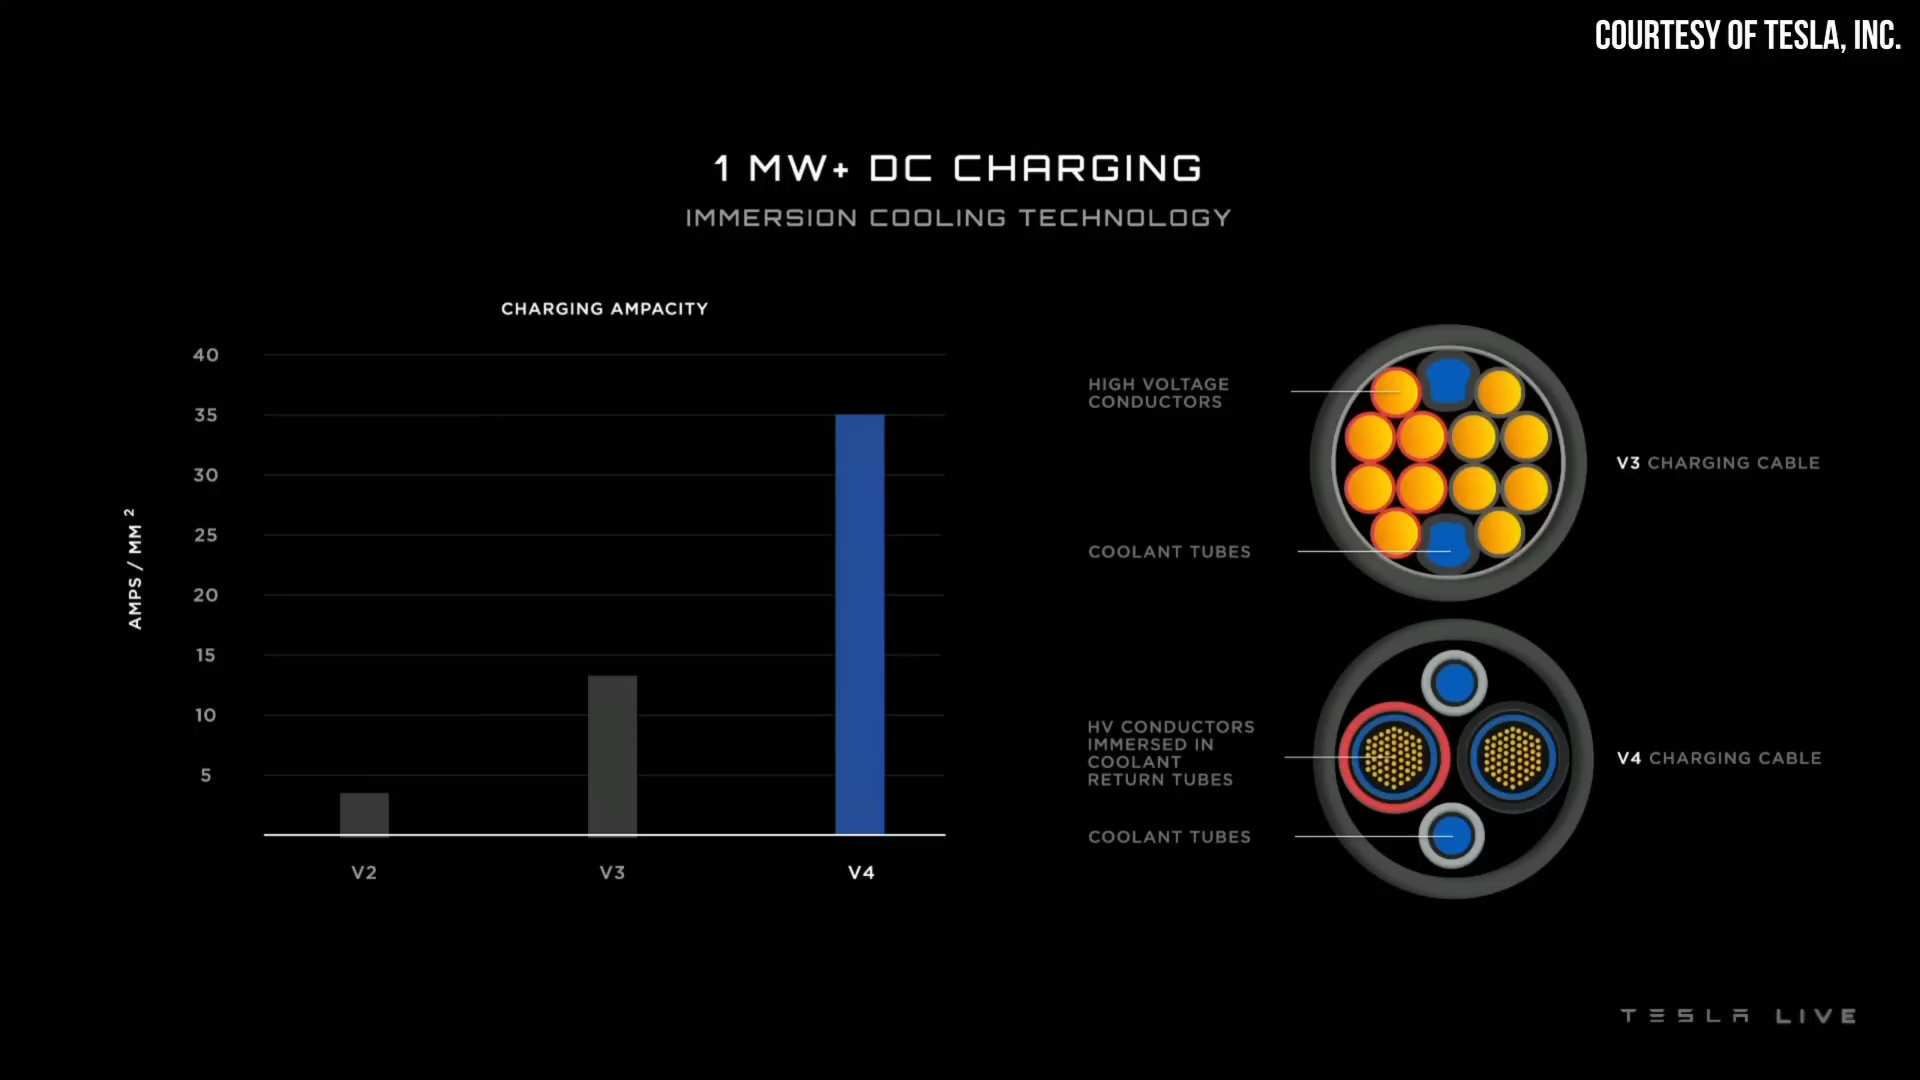 COURTESY OF TESLA, INC.
1 MW+ DC CHARGING
IMMERSION COOLING TECHNOLOGY
CHARGING AMPACITY
40
35
30
25
20
15
10
5
AMPS / MM ²
V2
V3
V4
HIGH VOLTAGE
CONDUCTORS
COOLANT TUBES
V3 CHARGING CABLE
HV CONDUCTORS
IMMERSED IN
COOLANT
RETURN TUBES
COOLANT TUBES
V4 CHARGING CABLE
TESLA LIVE